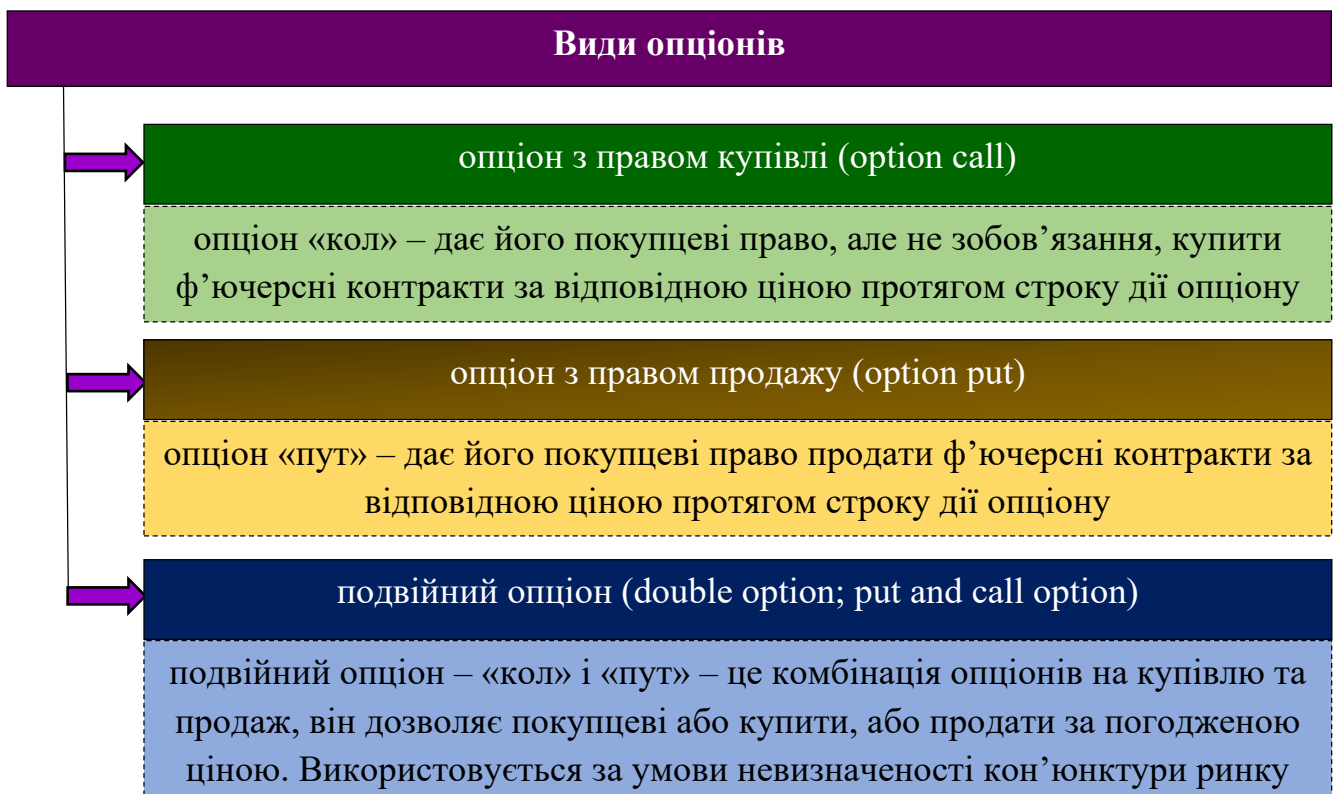 Види опціонів
опціон з правом купівлі (option call)
опціон «кол» – дає його покупцеві право, але не зобов’язання, купити
ф’ючерсні контракти за відповідною ціною протягом строку дії опціону
опціон з правом продажу (option put)
опціон «пут» – дає його покупцеві право продати ф’ючерсні контракти за
відповідною ціною протягом строку дії опціону
подвійний опціон (double option; put and call option)
подвійний опціон – «кол» і «пут» – це комбінація опціонів на купівлю та
продаж, він дозволяє покупцеві або купити, або продати за погодженою
ціною. Використовується за умови невизначеності кон’юнктури ринку